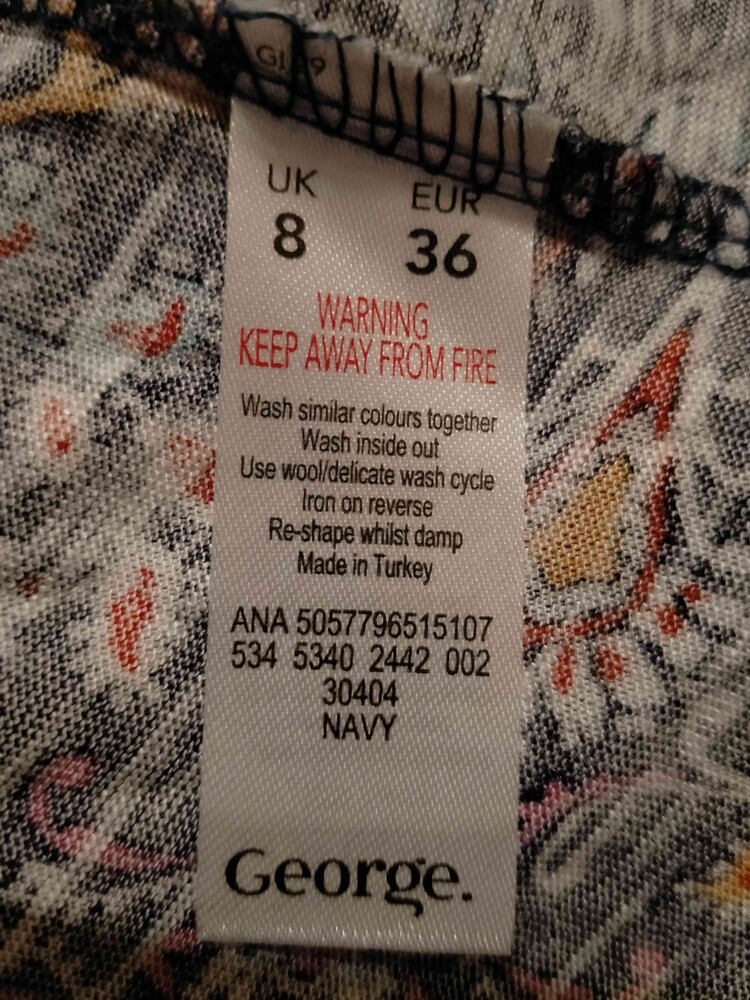 UK EUR
8 36
WARNING
KEEP AWAY FROM FIRE
Wash similar colours together
Wash inside out
Use wool/delicate wash cycle
Iron on reverse
Re-shape whilst damp
Made in Turkey
ANA 5057796515107
534 5340 2442 002
30404
NAVY
George.